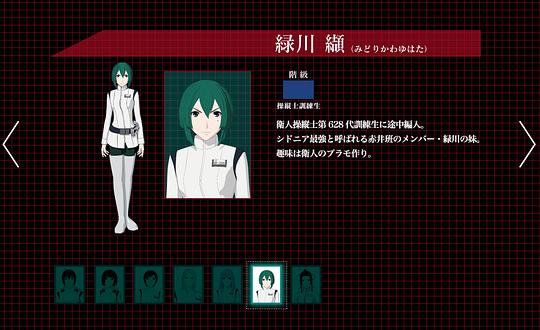 緑川 纈(みどりかわゆはた)
階 級
操縦士訓練生
衛人操縦士第628代訓練生に途中編入。
シドニア最強と呼ばれる赤井班のメンバー・緑川の妹。
趣味は衛人のプラモ作り。